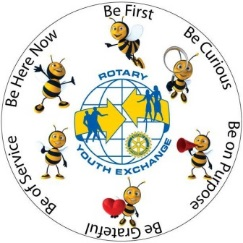 Be First
Be Curious
Be on Purpose
Be Grateful
Be of Service
Be Here Now
ROTARY
YOUTH EXCHANGE